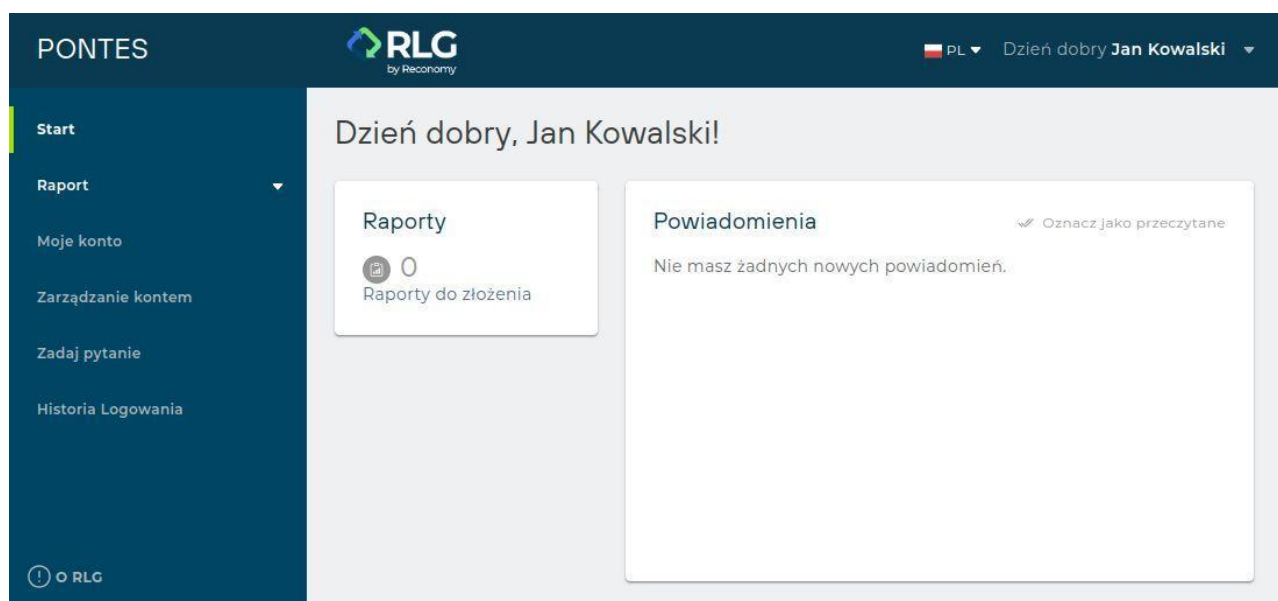 PONTES
RLG
by Reconomy
PL
Dzień dobry Jan Kowalski
Start
Raport
Moje konto
Zarządzanie kontem
Zadaj pytanie
Historia Logowania
O RLG
Dzień dobry, Jan Kowalski!
Raporty
0
Raporty do złożenia
Powiadomienia
Oznacz jako przeczytane
Nie masz żadnych nowych powiadomień.